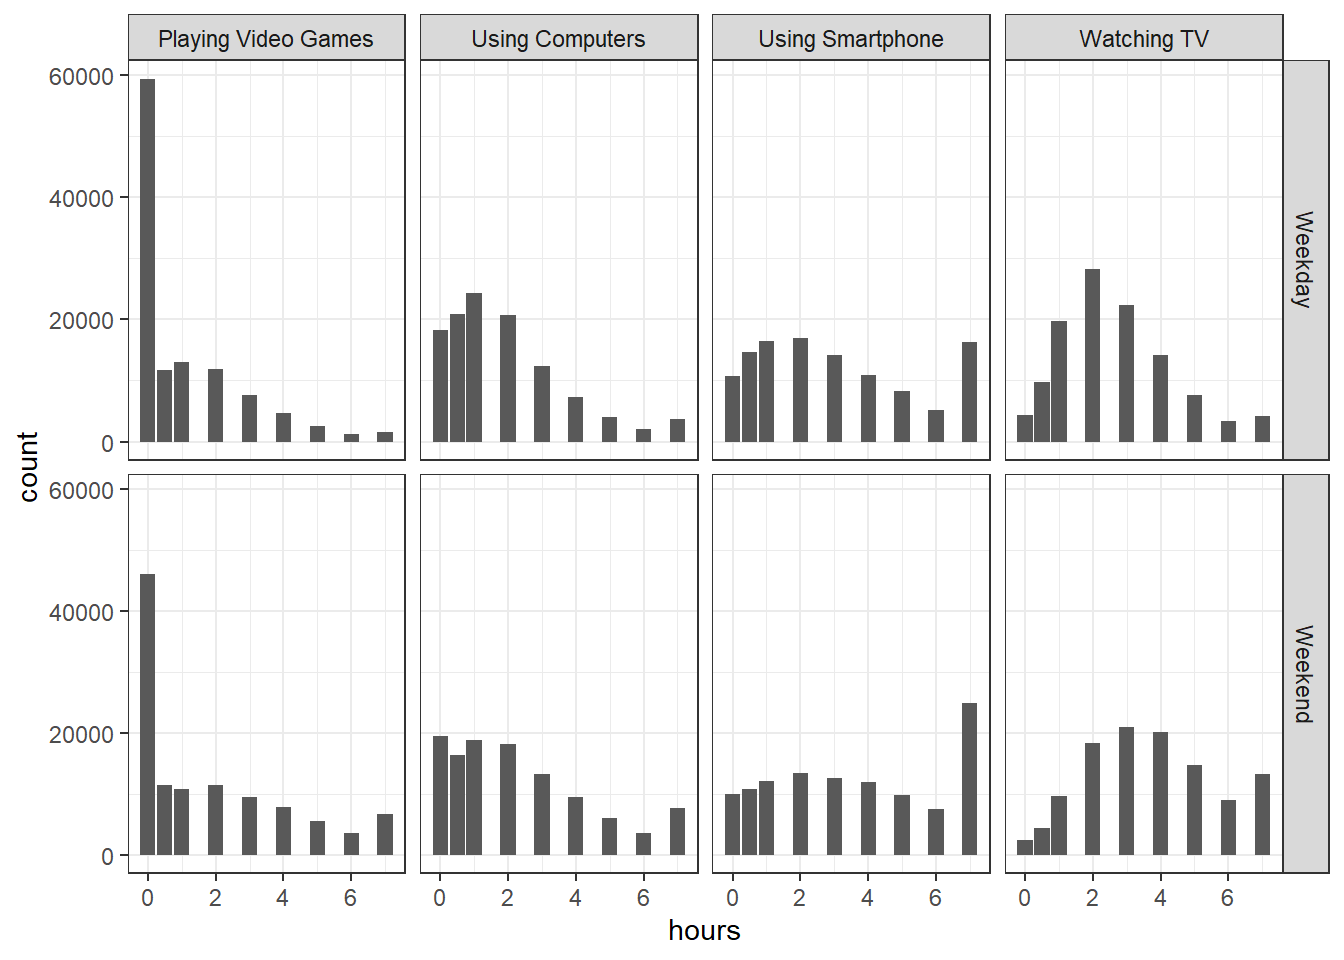 Playing Video Games
Using Computers
Using Smartphone
Watching TV
60000
40000
20000
0
Weekday
count
60000
40000
20000
0
Weekend
0 2 4 6
0 2 4 6
0 2 4 6
0 2 4 6
hours